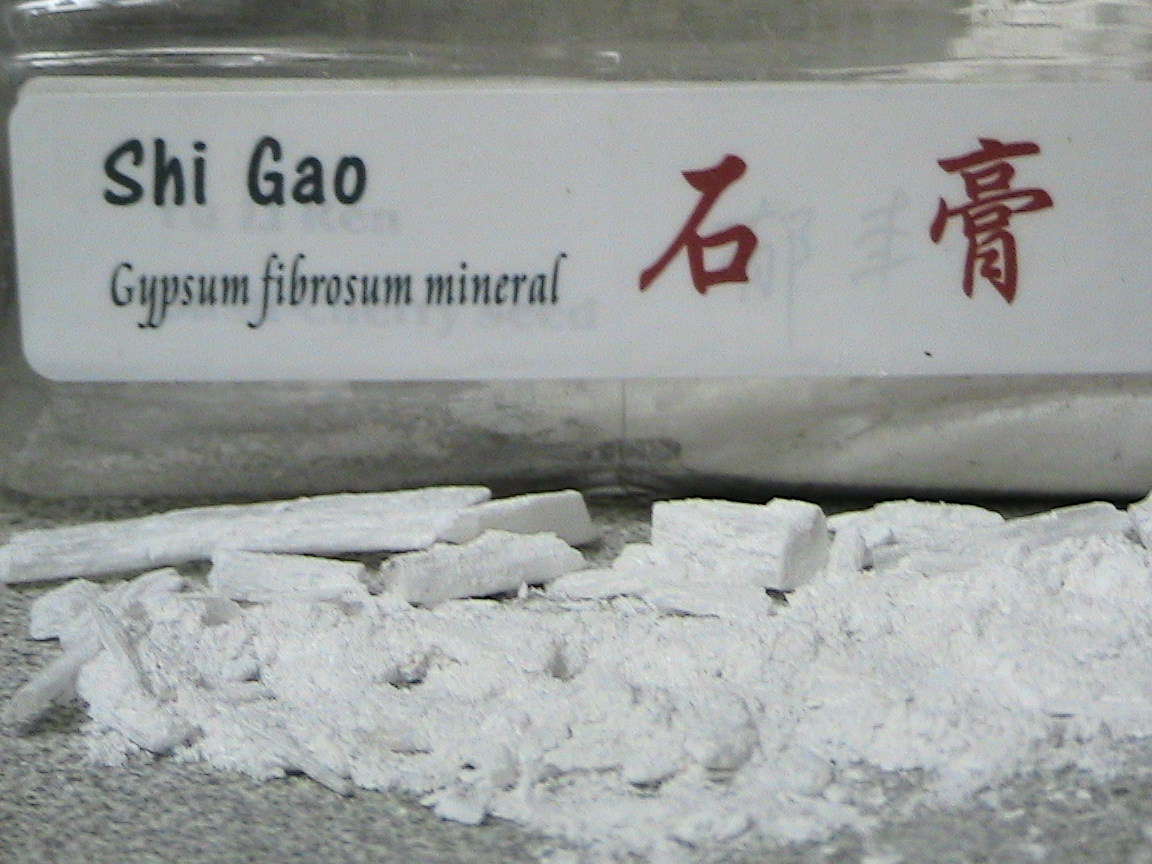 Shi Gao
Gypsum fibrosum mineral
石 膏